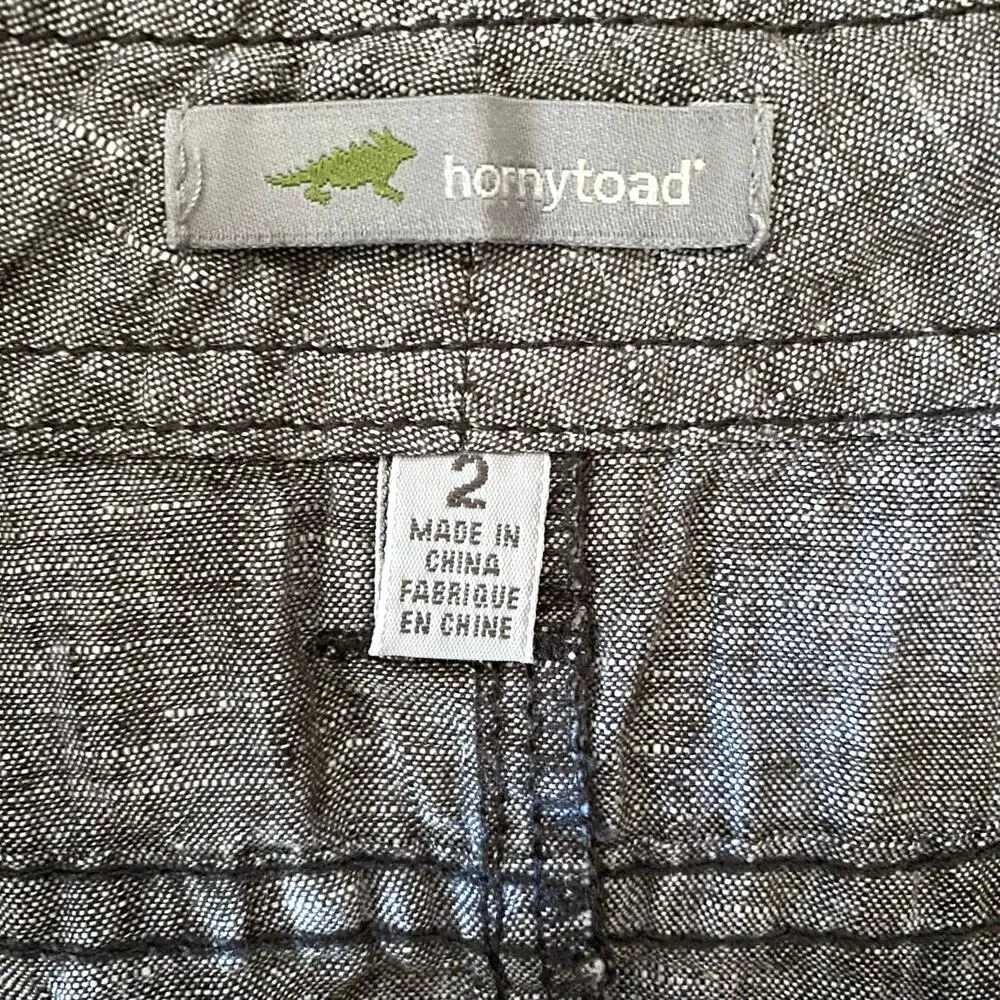 hornytoad
2
MADE IN
CHINA
FABRIQUE
EN CHINE